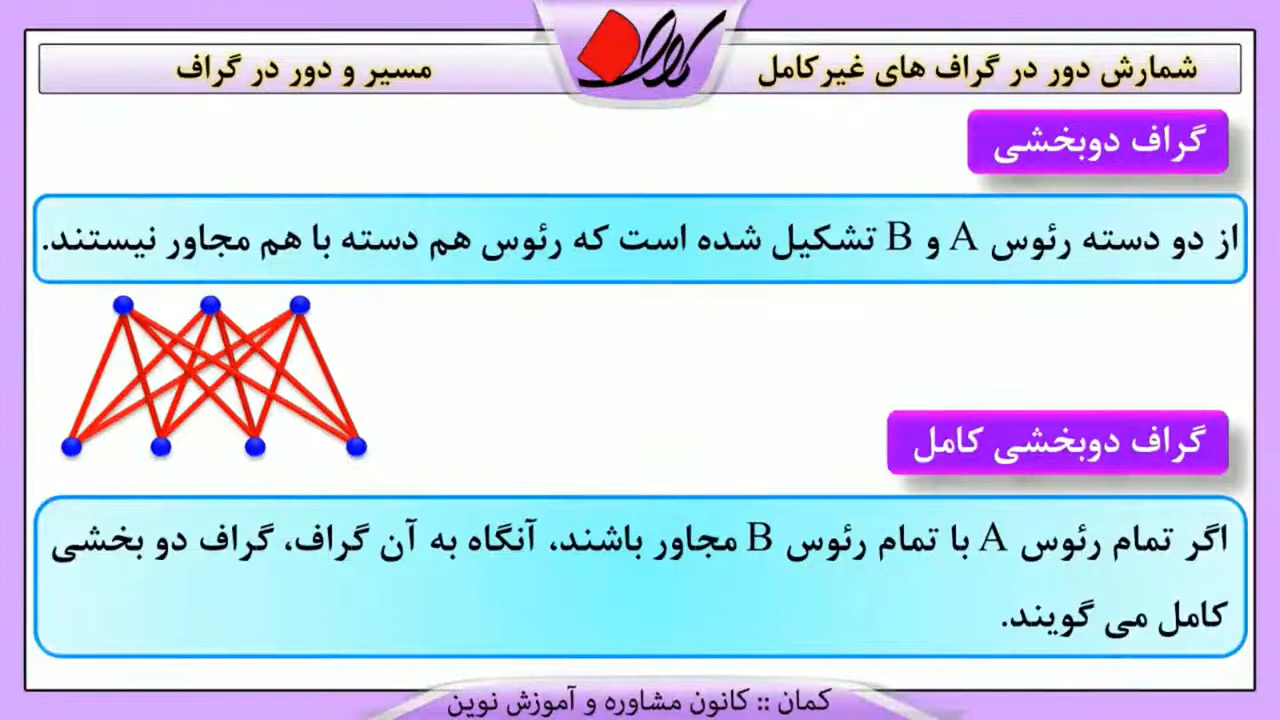 شمارش دور در گراف های غیرکامل
مسیر و دور در گراف
کمان
گراف دوبخشی
از دو دسته رئوس A و B تشکیل شده است که رئوس هم دسته با هم مجاور نیستند.
گراف دوبخشی کامل
اگر تمام رئوس A با تمام رئوس B مجاور باشند، آنگاه به آن گراف، گراف دو بخشی
کامل می گویند.
کمان :: کانون مشاوره و آموزش نوین